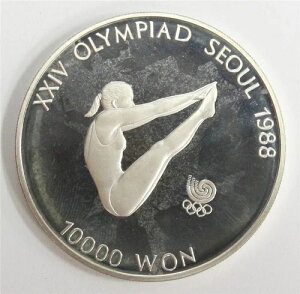 XXIV OLYMPIAD SEOUL 1988
10000 WON